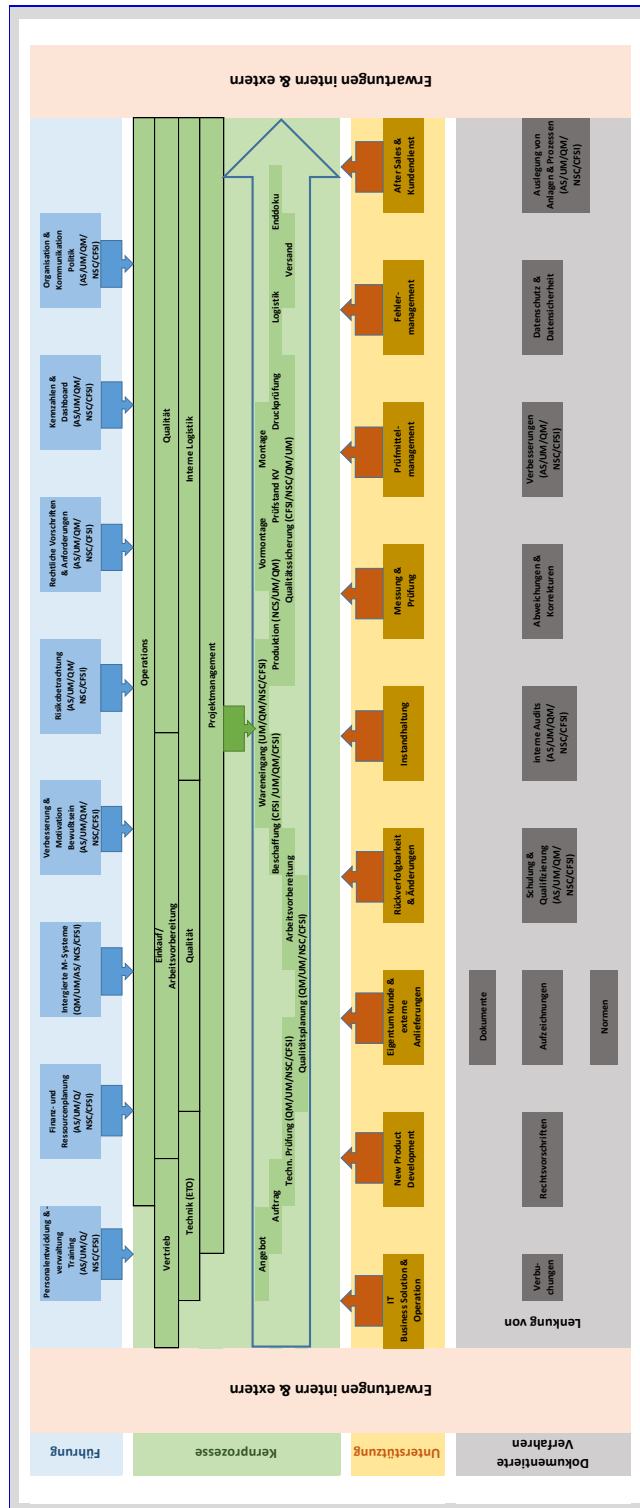 Führung
Kernprozesse
Unterstützung
Dokumentierte
Verfahren
Erwartungen intern & extern
Personalentwicklung & -
verwaltung
Training
(AS/UM/Q/
NSC/CFSI)
Finanz- und
Ressourcenplanung
(AS/UM/Q/
NSC/CFSI)
Intergierte M-Systeme
(QM/UM/AS/ NCS/CFSI)
Verbesserung &
Motivation
Bewußtsein
(AS/UM/QM/
NSC/CFSI)
Risikobetrachtung
(AS/UM/QM/
NSC/CFSI)
Rechtliche Vorschriften
& Anforderungen
(AS/UM/QM/
NSC/CFSI)
Kennzahlen &
Dashboard
(AS/UM/QM/
NSC/CFSI)
Organisation &
Kommunikation
Politik
(AS/UM/QM/
NSC/CFSI)
Operations
Vertrieb
Einkauf/
Arbeitsvorbereitung
Qualität
Technik (ETO)
Qualität
Interne Logistik
Projektmanagement
Angebot
Auftrag
Techn. Prüfung (QM/UM/NSC/CFSI)
Qualitätsplanung (QM/UM/NSC/CFSI)
Arbeitsvorbereitung
Beschaffung (CFSI /UM/QM/CFSI)
Wareneingang (UM/QM/NSC/CFSI)
Produktion (NCS/UM/QM)
Vormontage
Montage
Prüfstand KV
Druckprüfung
Qualitätssicherung (CFSI/NSC/QM/UM)
Logistik
Versand
Enddoku
IT
Business Solution &
Operation
New Product
Development
Eigentum Kunde &
externe
Anlieferungen
Rückverfolgbarkeit
& Änderungen
Instandhaltung
Messung &
Prüfung
Prüfmittel-
management
Fehler-
management
After Sales &
Kundendienst
Lenkung von
Verbu-
chungen
Rechtsvorschriften
Dokumente
Aufzeichnungen
Normen
Schulung &
Qualifizierung
(AS/UM/QM/
NSC/CFSI)
interne Audits
(AS/UM/QM/
NSC/CFSI)
Abweichungen &
Korrekturen
Verbesserungen
(AS/UM/QM/
NSC/CFSI)
Datenschutz &
Datensicherheit
Auslegung von
Anlagen & Prozessen
(AS/UM/QM/
NSC/CFSI)
Erwartungen intern & extern